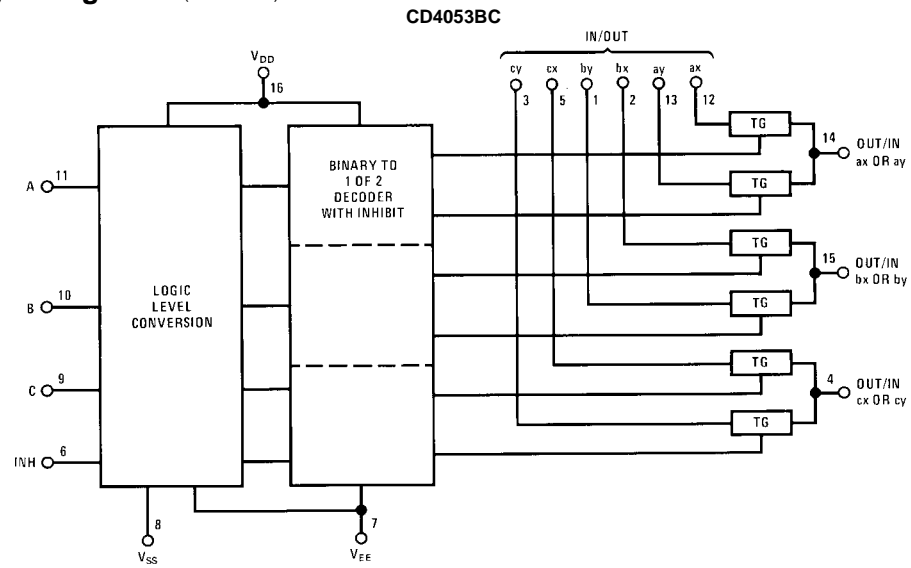 CD4053BC
IN/OUT
cy cx by bx ay ax
3 5 1 2 13 12
VDD
16
A 11
B 10
C 9
INH 6
LOGIC
LEVEL
CONVERSION
BINARY TO
1 OF 2
DECODER
WITH INHIBIT
TG
TG
TG
TG
TG
TG
14 OUT/IN
ax OR ay
15 OUT/IN
bx OR by
4 OUT/IN
cx OR cy
8
VSS
7
VEE